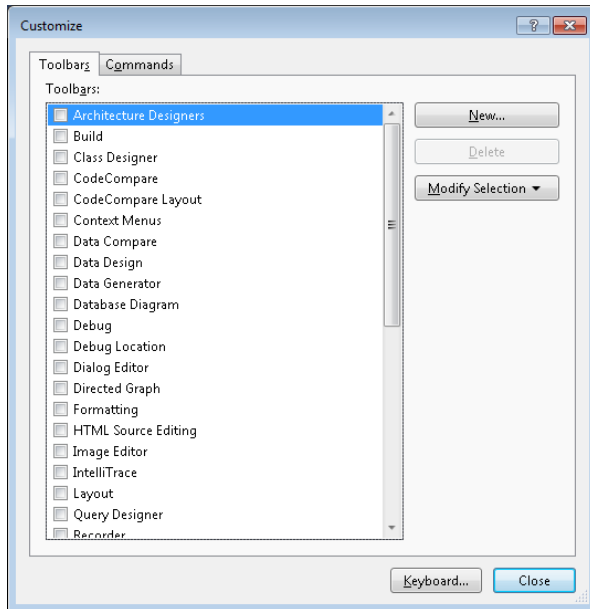 Customize
Toolbars Commands
Toolbars:
Architecture Designers
Build
Class Designer
CodeCompare
CodeCompare Layout
Context Menus
Data Compare
Data Design
Data Generator
Database Diagram
Debug
Debug Location
Dialog Editor
Directed Graph
Formatting
HTML Source Editing
Image Editor
IntelliTrace
Layout
Query Designer
Recorder
New...
Delete
Modify Selection
Keyboard... Close